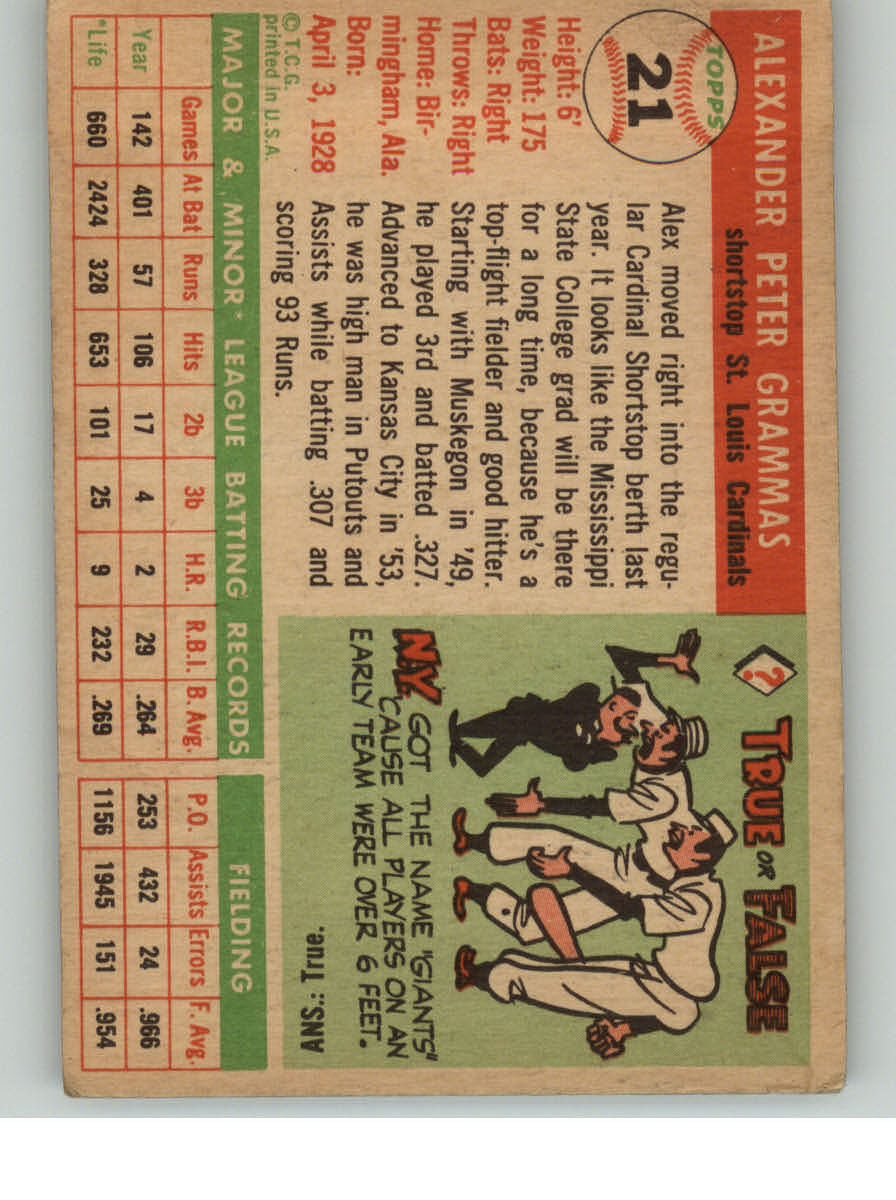 TOPPS
21
ALEXANDER PETER GRAMMAS
shortstop St. Louis Cardinals
Height: 6'
Weight: 175
Bats: Right
Throws: Right
Home: Bir-
mingham, Ala.
Born:
April 3, 1928
© T.C.G.
printed in U.S.A.
Alex moved right into the regu-
lar Cardinal Shortstop berth last
year. It looks like the Mississippi
State College grad will be there
for a long time, because he's a
top-flight fielder and good hitter.
Starting with Muskegon in '49,
he played 3rd and batted .327.
Advanced to Kansas City in '53,
he was high man in Putouts and
Assists while batting .307 and
scoring 93 Runs.
? TRUE OR FALSE
N.Y. GOT THE NAME "GIANTS"
'CAUSE ALL PLAYERS ON AN
EARLY TEAM WERE OVER 6 FEET.
ANS.: True.
MAJOR & MINOR* LEAGUE BATTING RECORDS FIELDING
Games At Bat Runs Hits 2b 3b H.R. R.B.I. B. Avg. P.O. Assists Errors F. Avg.
Year 142 401 57 106 17 4 2 29 .264 253 432 24 .966
*Life 660 2424 328 653 101 25 9 232 .269 1156 1945 151 .954